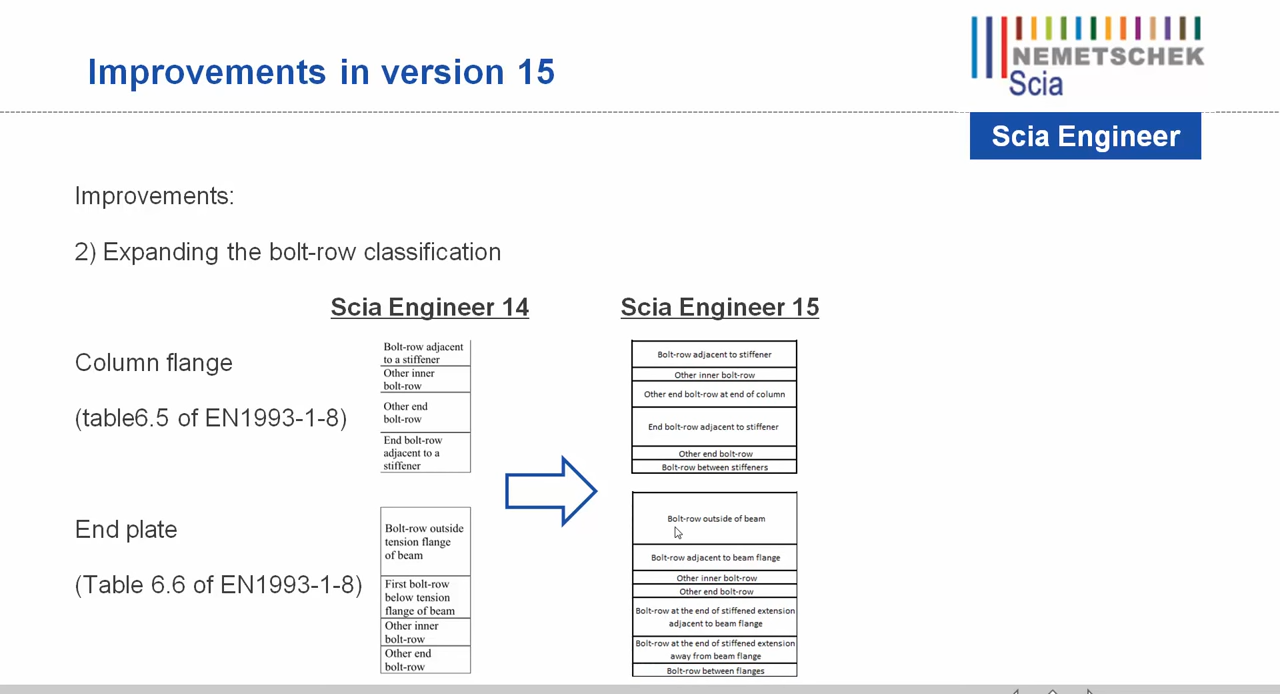 Improvements in version 15
NEMETSCHEK
Scia
Scia Engineer
Improvements:
2) Expanding the bolt-row classification
Scia Engineer 14
Scia Engineer 15
Column flange
(table6.5 of EN1993-1-8)
Bolt-row adjacent
to a stiffener
Other inner
bolt-row
Other end
bolt-row
End bolt-row
adjacent to a
stiffener
Bolt-row adjacent to stiffener
Other inner bolt-row
Other end bolt-row at end of column
End bolt-row adjacent to stiffener
Other end bolt-row
Bolt-row between stiffeners
End plate
(Table 6.6 of EN1993-1-8)
Bolt-row outside
tension flange
of beam
First bolt-row
below tension
flange of beam
Other inner
bolt-row
Other end
bolt-row
Bolt-row outside of beam
Bolt-row adjacent to beam flange
Other inner bolt-row
Other end bolt-row
Bolt-row at the end of stiffened extension
adjacent to beam flange
Bolt-row at the end of stiffened extension
away from beam flange
Bolt-row between flanges